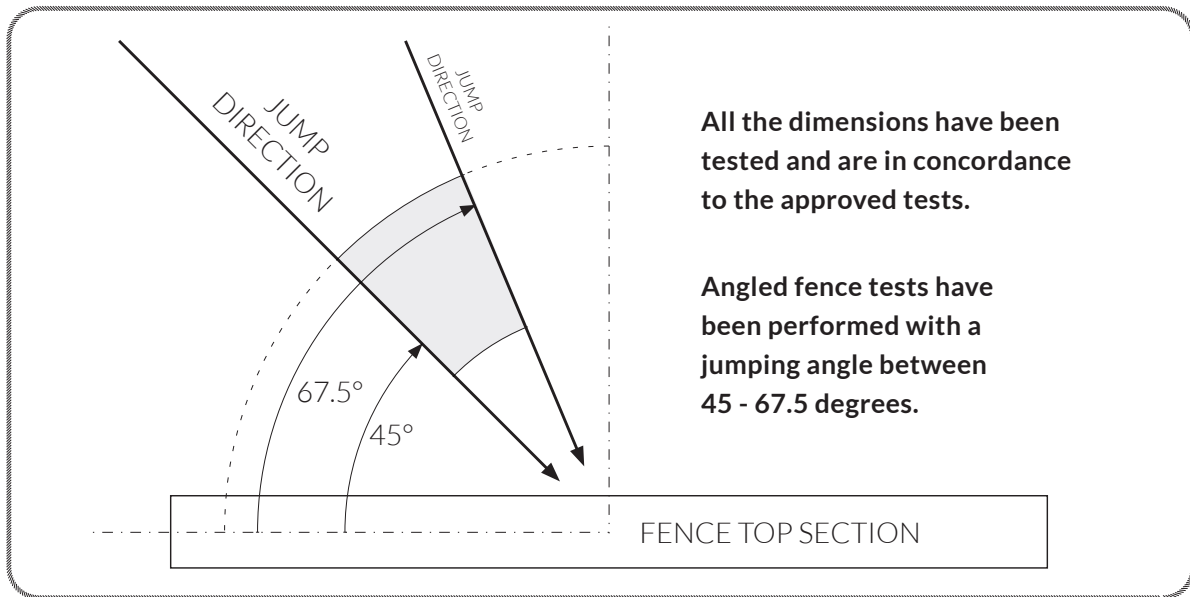 JUMP
DIRECTION
JUMP
DIRECTION
All the dimensions have been
tested and are in concordance
to the approved tests.
Angled fence tests have
been performed with a
jumping angle between
45 - 67.5 degrees.
67.5°
45°
FENCE TOP SECTION